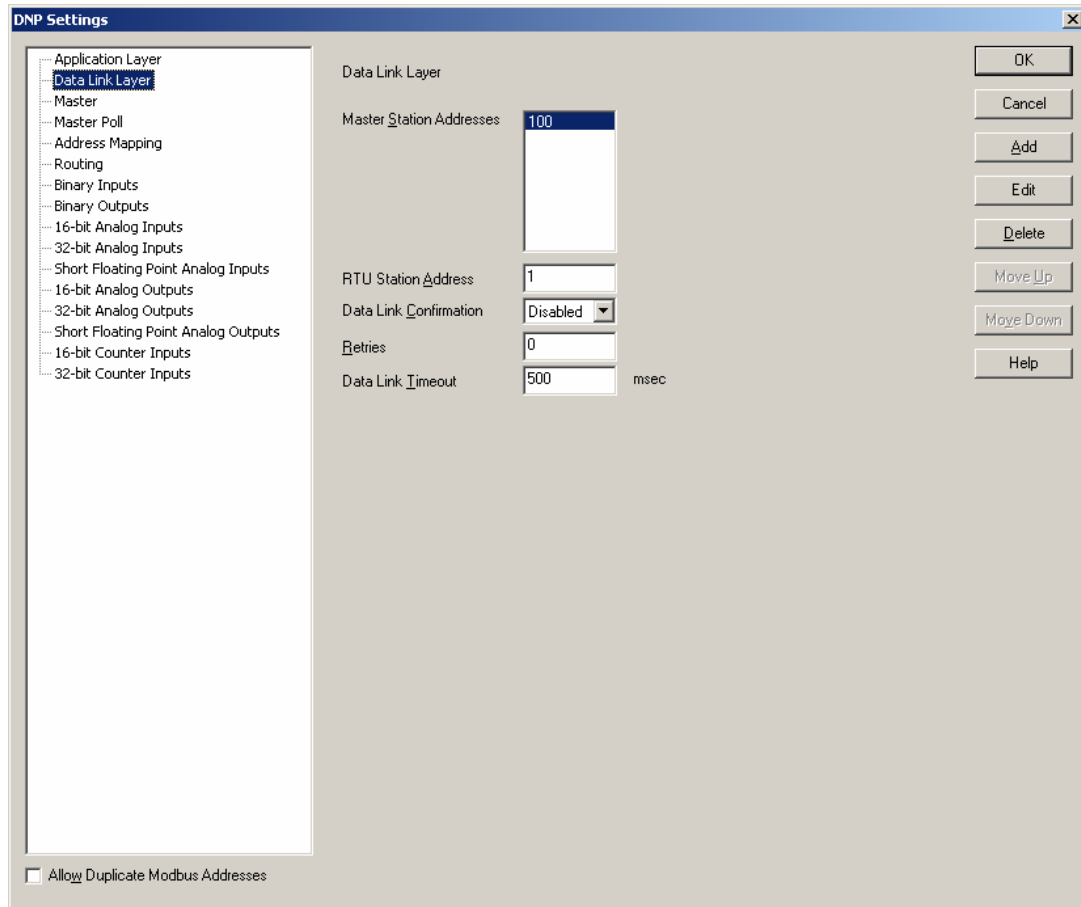 DNP Settings
Application Layer
Data Link Layer
Master
Master Poll
Address Mapping
Routing
Binary Inputs
Binary Outputs
16-bit Analog Inputs
32-bit Analog Inputs
Short Floating Point Analog Inputs
16-bit Analog Outputs
32-bit Analog Outputs
Short Floating Point Analog Outputs
16-bit Counter Inputs
32-bit Counter Inputs
Allow Duplicate Modbus Addresses
Data Link Layer
Master Station Addresses 100
RTU Station Address 1
Data Link Confirmation Disabled
Retries 0
Data Link Timeout 500 msec
OK
Cancel
Add
Edit
Delete
Move Up
Move Down
Help